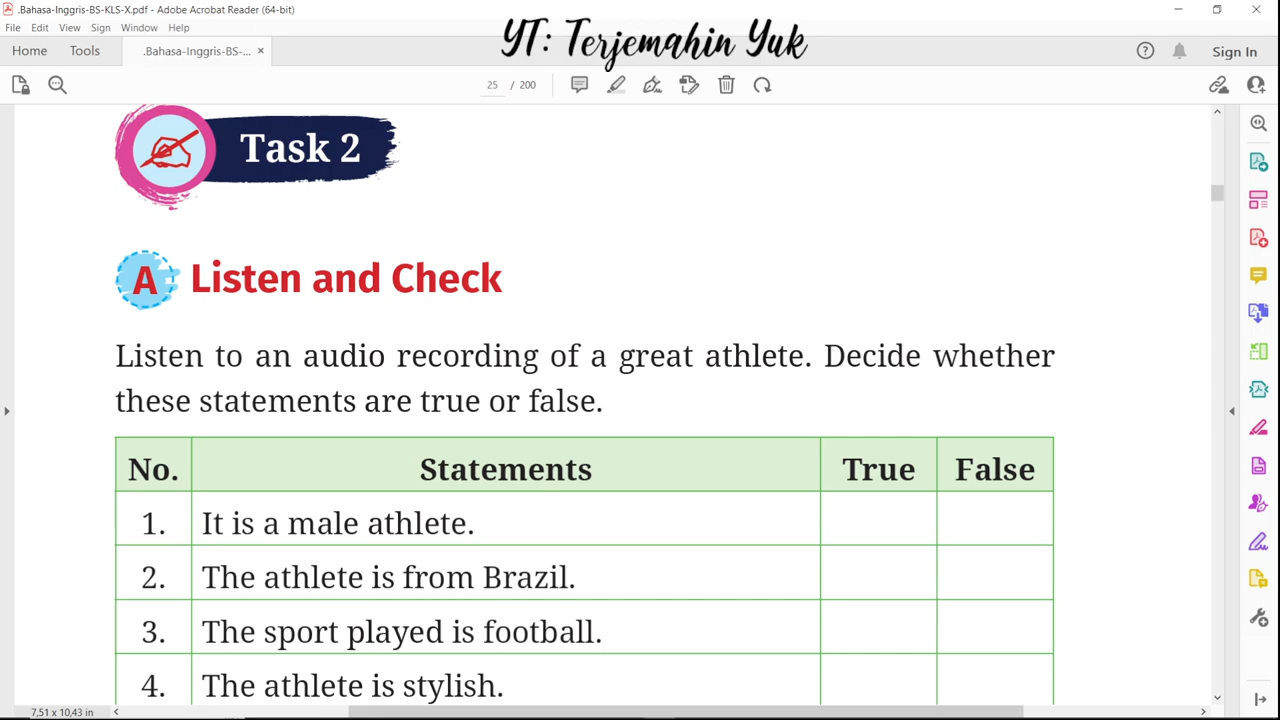 .Bahasa-Inggris-BS-KLS-X.pdf - Adobe Acrobat Reader (64-bit)
YT: Terjemahin Yuk
File Edit View Sign Window Help
Home Tools .Bahasa-Inggris-BS-... × Sign In
25 / 200
Task 2
A Listen and Check
Listen to an audio recording of a great athlete. Decide whether
these statements are true or false.
No. Statements True False
1. It is a male athlete.
2. The athlete is from Brazil.
3. The sport played is football.
4. The athlete is stylish.
7,51 x 10,43 in